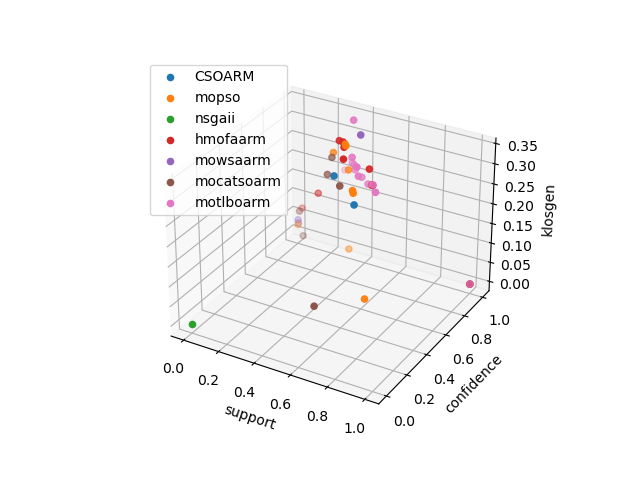 CSOARM
mopso
nsgaii
hmofaarm
mowsaarm
mocatsoarm
motlboarm
0.35
0.30
0.25
0.20
0.15
0.10
0.05
0.00
klosgen
0.0
0.2
0.4
0.6
0.8
1.0
support
0.0
0.2
0.4
0.6
0.8
1.0
confidence